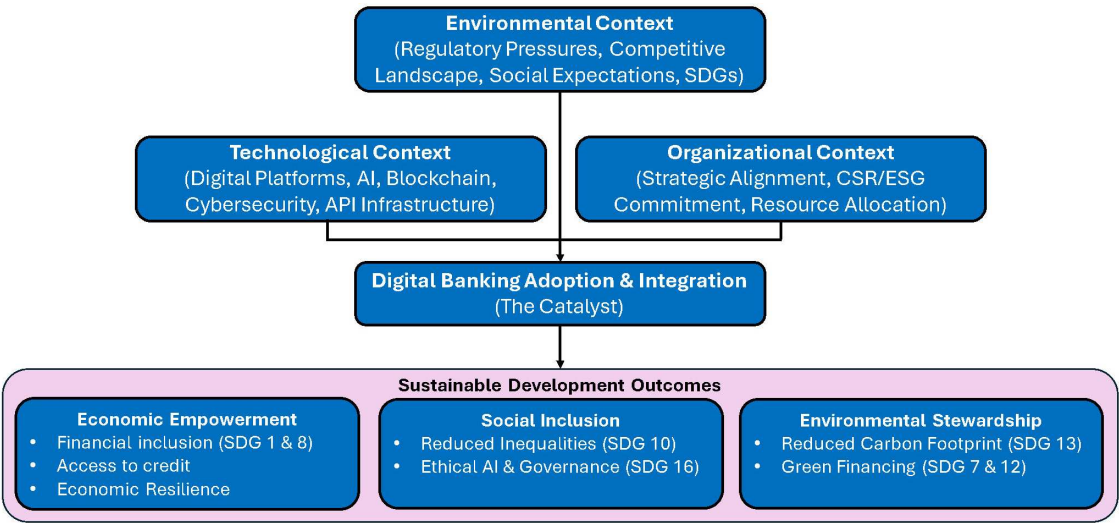 Environmental Context
(Regulatory Pressures, Competitive
Landscape, Social Expectations, SDGs)
Technological Context
(Digital Platforms, AI, Blockchain,
Cybersecurity, API Infrastructure)
Organizational Context
(Strategic Alignment, CSR/ESG
Commitment, Resource Allocation)
Digital Banking Adoption & Integration
(The Catalyst)
Sustainable Development Outcomes
Economic Empowerment
• Financial inclusion (SDG 1 & 8)
• Access to credit
• Economic Resilience
Social Inclusion
• Reduced Inequalities (SDG 10)
• Ethical AI & Governance (SDG 16)
Environmental Stewardship
• Reduced Carbon Footprint (SDG 13)
• Green Financing (SDG 7 & 12)